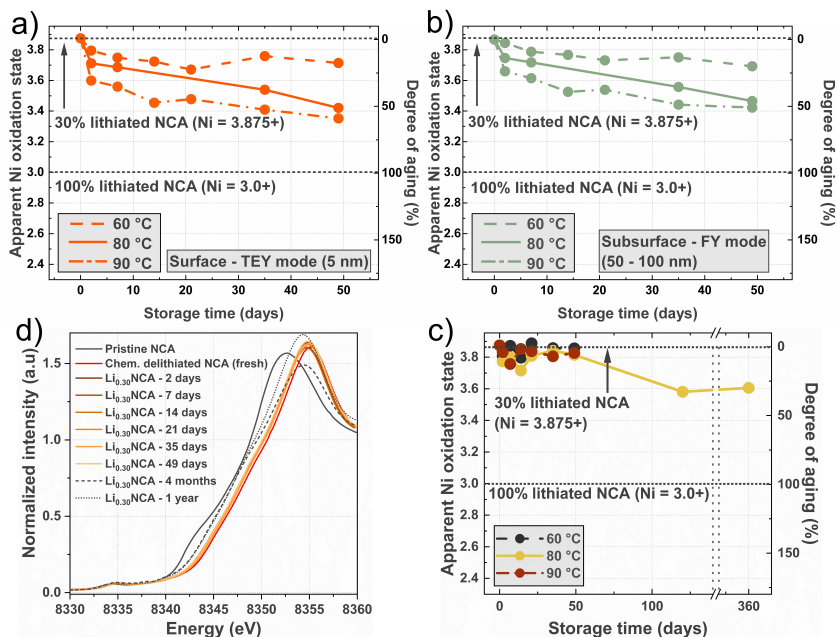 a)
3.8
3.6
3.4
3.2
3.0
2.8
2.6
2.4
Apparent Ni oxidation state
0
50
100
150
Degree of aging (%)
30% lithiated NCA (Ni = 3.875+)
100% lithiated NCA (Ni = 3.0+)
60 °C
80 °C
90 °C
Surface - TEY mode (5 nm)
0 10 20 30 40 50
Storage time (days)
b)
3.8
3.6
3.4
3.2
3.0
2.8
2.6
2.4
Apparent Ni oxidation state
0
50
100
150
Degree of aging (%)
30% lithiated NCA (Ni = 3.875+)
100% lithiated NCA (Ni = 3.0+)
60 °C
80 °C
90 °C
Subsurface - FY mode
(50 - 100 nm)
0 10 20 30 40 50
Storage time (days)
d)
1.5
1.0
0.5
0.0
Normalized intensity (a.u)
Pristine NCA
Chem. delithiated NCA (fresh)
Li0.30NCA - 2 days
Li0.30NCA - 7 days
Li0.30NCA - 14 days
Li0.30NCA - 21 days
Li0.30NCA - 35 days
Li0.30NCA - 49 days
Li0.30NCA - 4 months
Li0.30NCA - 1 year
8330 8335 8340 8345 8350 8355 8360
Energy (eV)
c)
3.8
3.6
3.4
3.2
3.0
2.8
2.6
2.4
Apparent Ni oxidation state
0
50
100
150
Degree of aging (%)
30% lithiated NCA
(Ni = 3.875+)
100% lithiated NCA (Ni = 3.0+)
60 °C
80 °C
90 °C
0 50 100 360
Storage time (days)